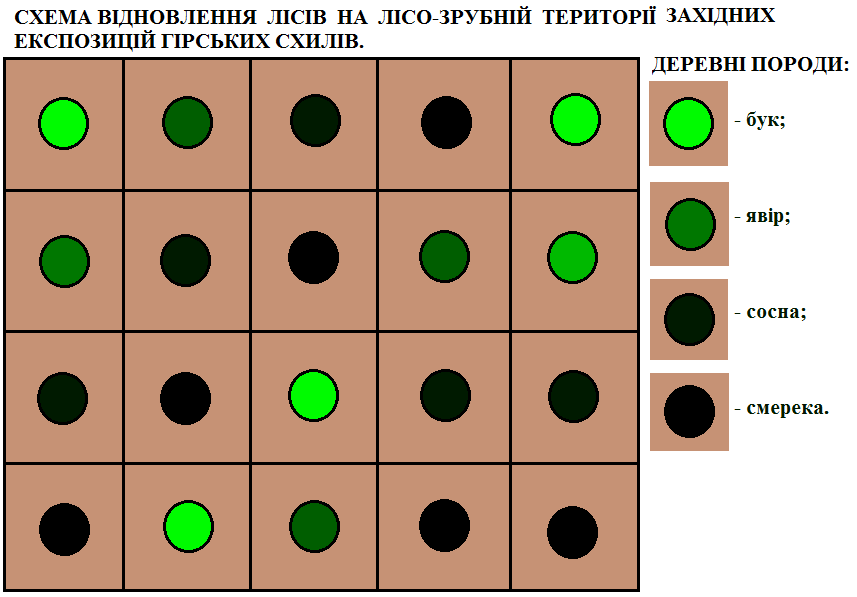 СХЕМА ВІДНОВЛЕННЯ ЛІСІВ НА ЛІСО-ЗРУБНІЙ ТЕРИТОРІЇ ЗАХІДНИХ
ЕКСПОЗИЦІЙ ГІРСЬКИХ СХИЛІВ.
ДЕРЕВНІ ПОРОДИ:
- бук;
- явір;
- сосна;
- смерека.